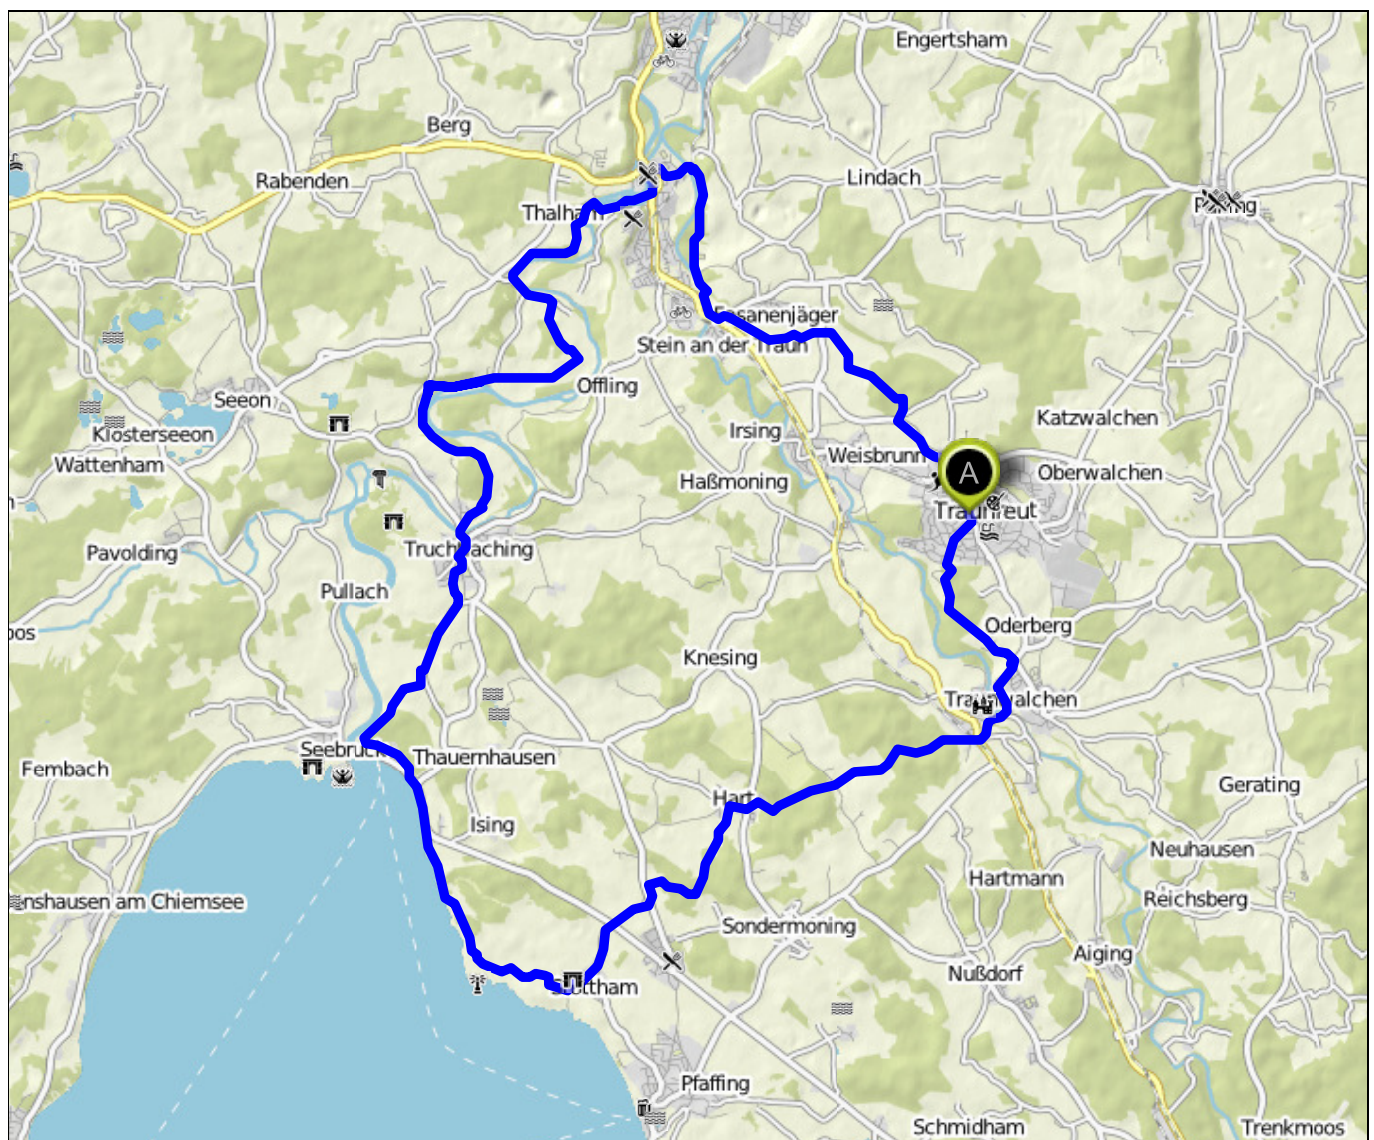 Engertsham
Berg
Rabenden
Lindach
Thalham
Fasanenjäger
Stein an der Traun
Offling
Seeon
Katzwalchen
Irsing
Klosterseeon
Weisbrunn
Wattenham
Oberwalchen
A
Haßmoning
Traunreut
Pavolding
Truchtlaching
Pullach
Oderberg
Knesing
Traunwalchen
Seebruck
Thauernhausen
Fembach
Gerating
Hart
Ising
Neuhausen
Hartmann
nshausen am Chiemsee
Reichsberg
Sondermoning
Aiging
Nußdorf
Stöttham
Pfaffing
Schmidham
Trenkmoos